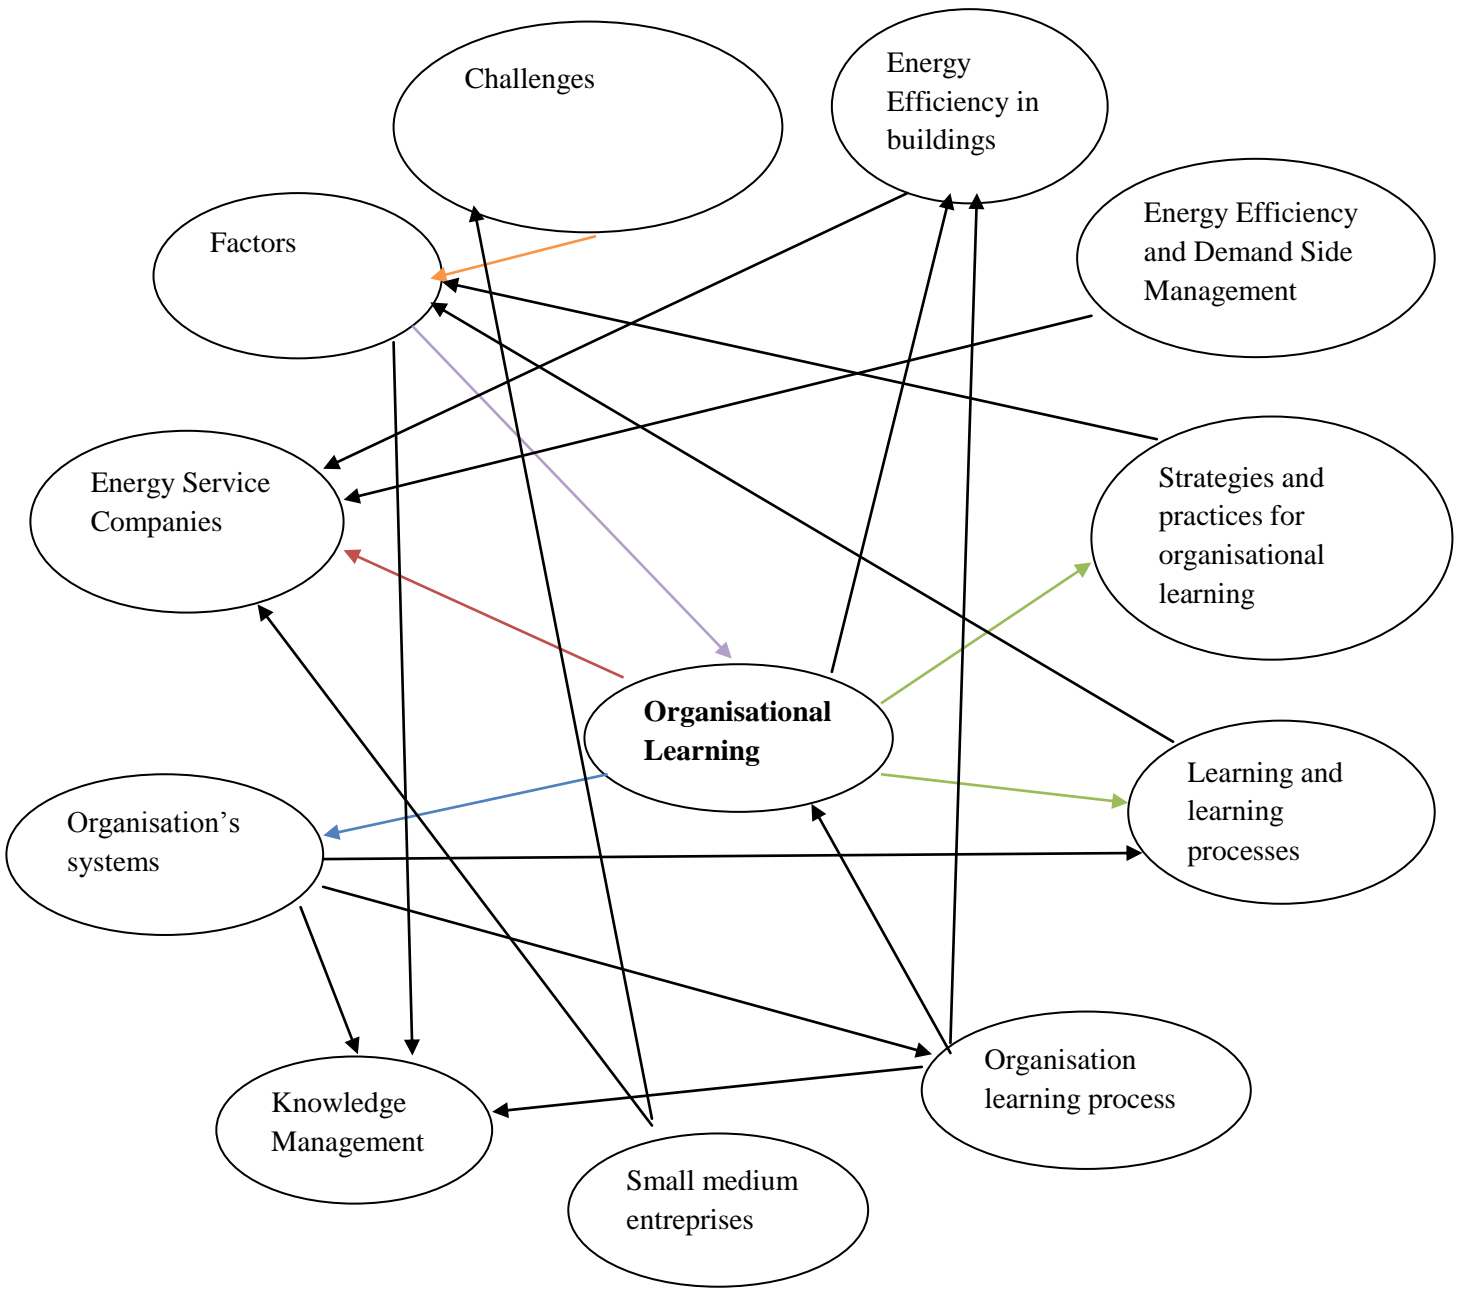 Challenges
Energy
Efficiency in
buildings
Energy Efficiency
and Demand Side
Management
Factors
Energy Service
Companies
Strategies and
practices for
organisational
learning
Organisational
Learning
Learning and
learning
processes
Organisation’s
systems
Organisation
learning process
Knowledge
Management
Small medium
entreprises